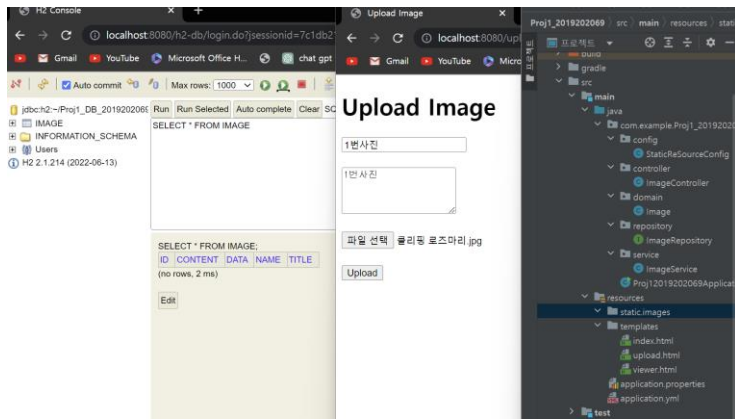 H2 Console
localhost:8080/h2-db/login.do?jsessionid=7c1db2
Gmail YouTube Microsoft Office H... chat gpt
Auto commit Max rows: 1000
jdbc:h2:~/Proj1_DB_201920206
IMAGE
INFORMATION_SCHEMA
Users
H2 2.1.214 (2022-06-13)
Run Run Selected Auto complete Clear SC
SELECT * FROM IMAGE
SELECT * FROM IMAGE;
ID CONTENT DATA NAME TITLE
(no rows, 2 ms)
Edit
Upload Image
localhost:8080/upl
Gmail YouTube Micro
Upload Image
1번사진
1번사진
파일 선택 쿨리핑 로즈마리.jpg
Upload
Proj1_2019202069 src main resources stati
프로젝트
build
gradle
src
main
java
com.example.Proj1_2019202
config
StaticReSourceConfig
controller
ImageController
domain
Image
repository
ImageRepository
service
ImageService
Proj12019202069Applicat
resources
static.images
templates
index.html
upload.html
viewer.html
application.properties
application.yml
test